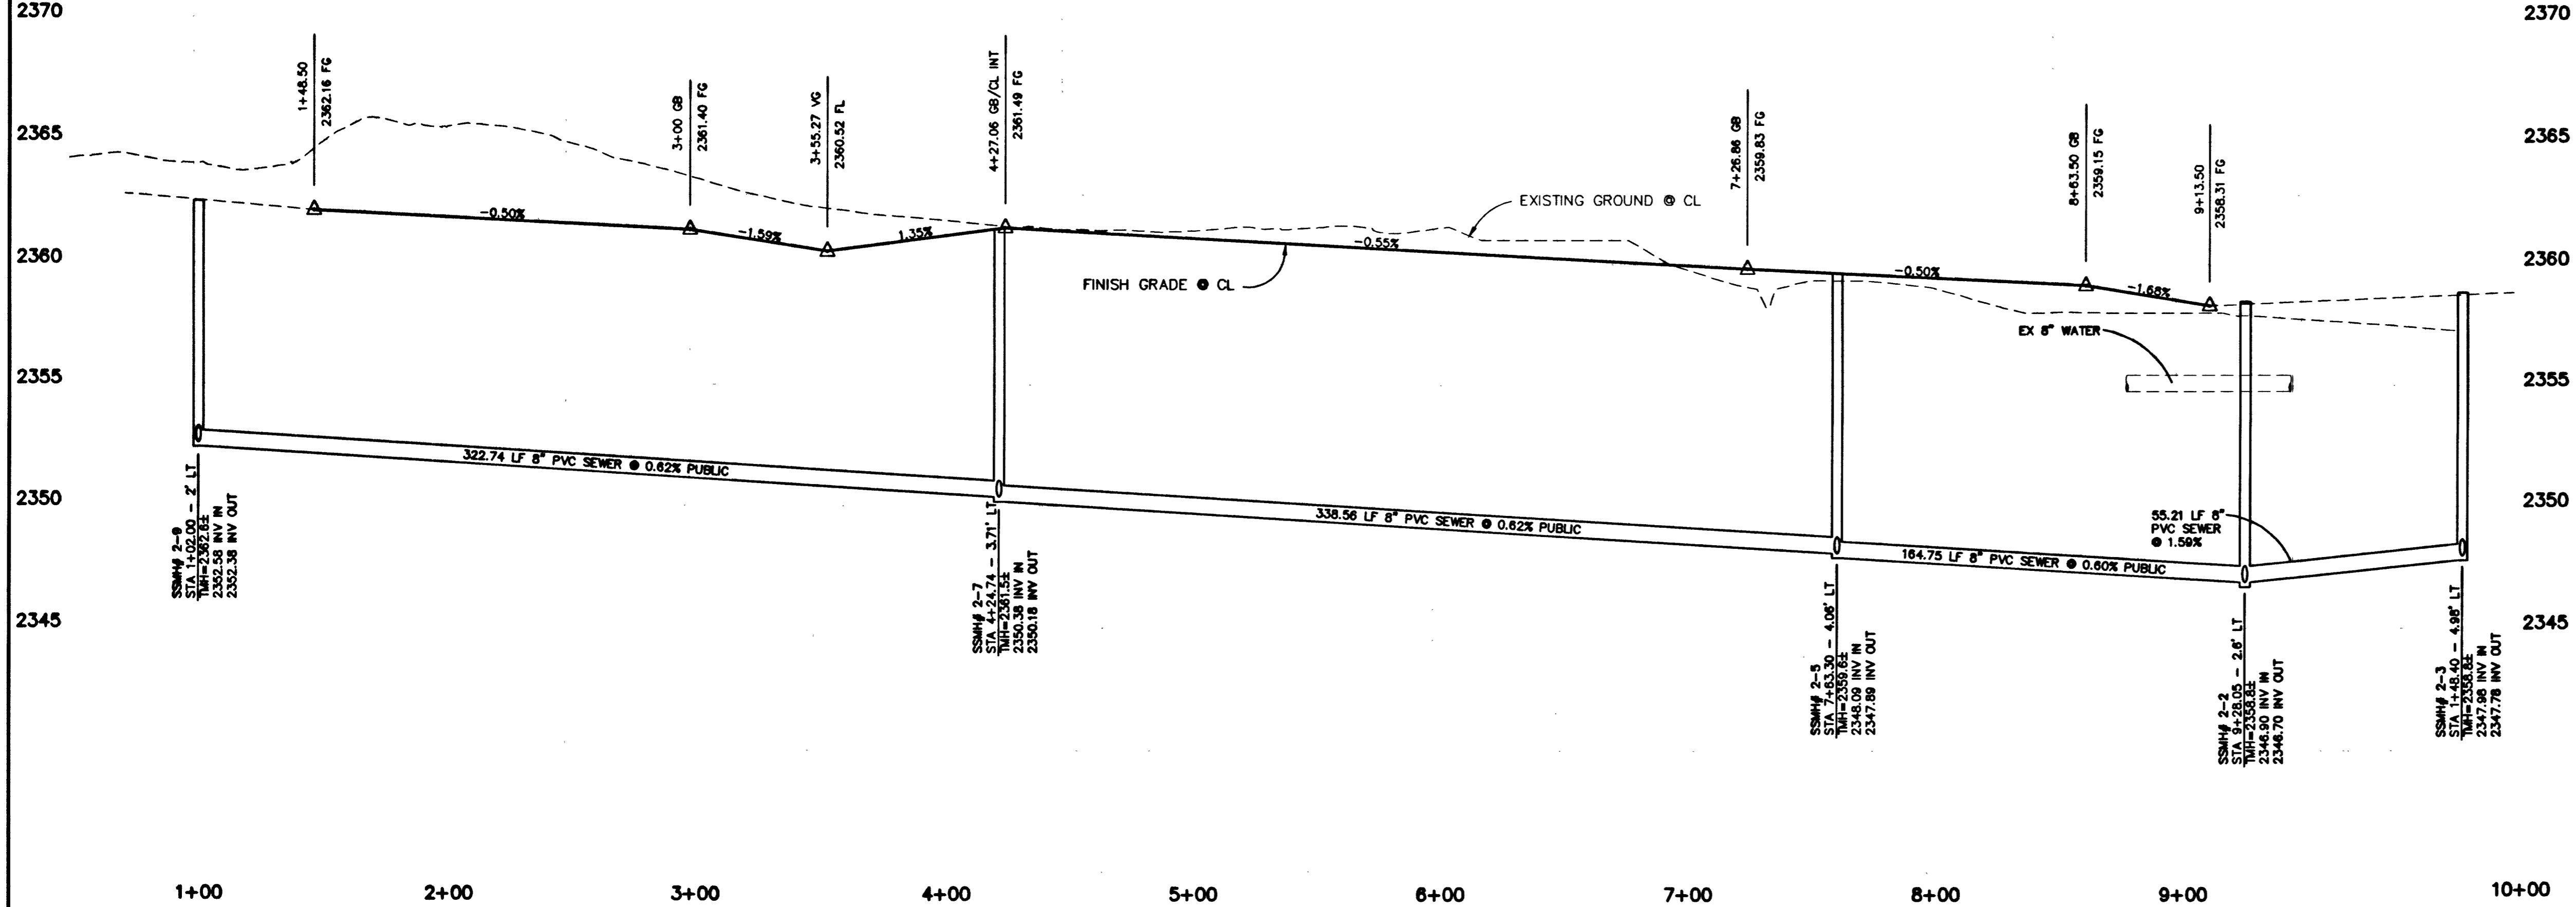 2370
2370
1+48.50
2362.16 FG
3+00 GB
2361.40 FG
3+55.27 VG
2360.52 FL
4+27.06 GB/CL INT
2361.49 FG
7+26.86 GB
2359.83 FG
8+63.50 GB
2359.15 FG
9+13.50
2358.31 FG
2365
2365
-0.50%
-1.59%
1.35%
-0.55%
-0.50%
-1.68%
EXISTING GROUND @ CL
FINISH GRADE @ CL
2360
2360
EX 8" WATER
2355
2355
322.74 LF 8" PVC SEWER @ 0.62% PUBLIC
338.56 LF 8" PVC SEWER @ 0.62% PUBLIC
164.75 LF 8" PVC SEWER @ 0.60% PUBLIC
55.21 LF 8"
PVC SEWER
@ 1.59%
2350
2350
SSMH# 2-9
STA 1+02.00 - 2' LT
TMH=2362.6±
2352.58 INV IN
2352.38 INV OUT
SSMH# 2-7
STA 4+24.74 - 3.71' LT
TMH=2361.5±
2350.38 INV IN
2350.18 INV OUT
SSMH# 2-5
STA 7+63.30 - 4.06' LT
TMH=2359.6±
2348.09 INV IN
2347.89 INV OUT
SSMH# 2-2
STA 9+28.05 - 2.6' LT
TMH=2358.8±
2346.90 INV IN
2346.70 INV OUT
SSMH# 2-3
STA 1+48.40 - 4.98' LT
TMH=2358.8±
2347.98 INV IN
2347.78 INV OUT
2345
2345
1+00
2+00
3+00
4+00
5+00
6+00
7+00
8+00
9+00
10+00